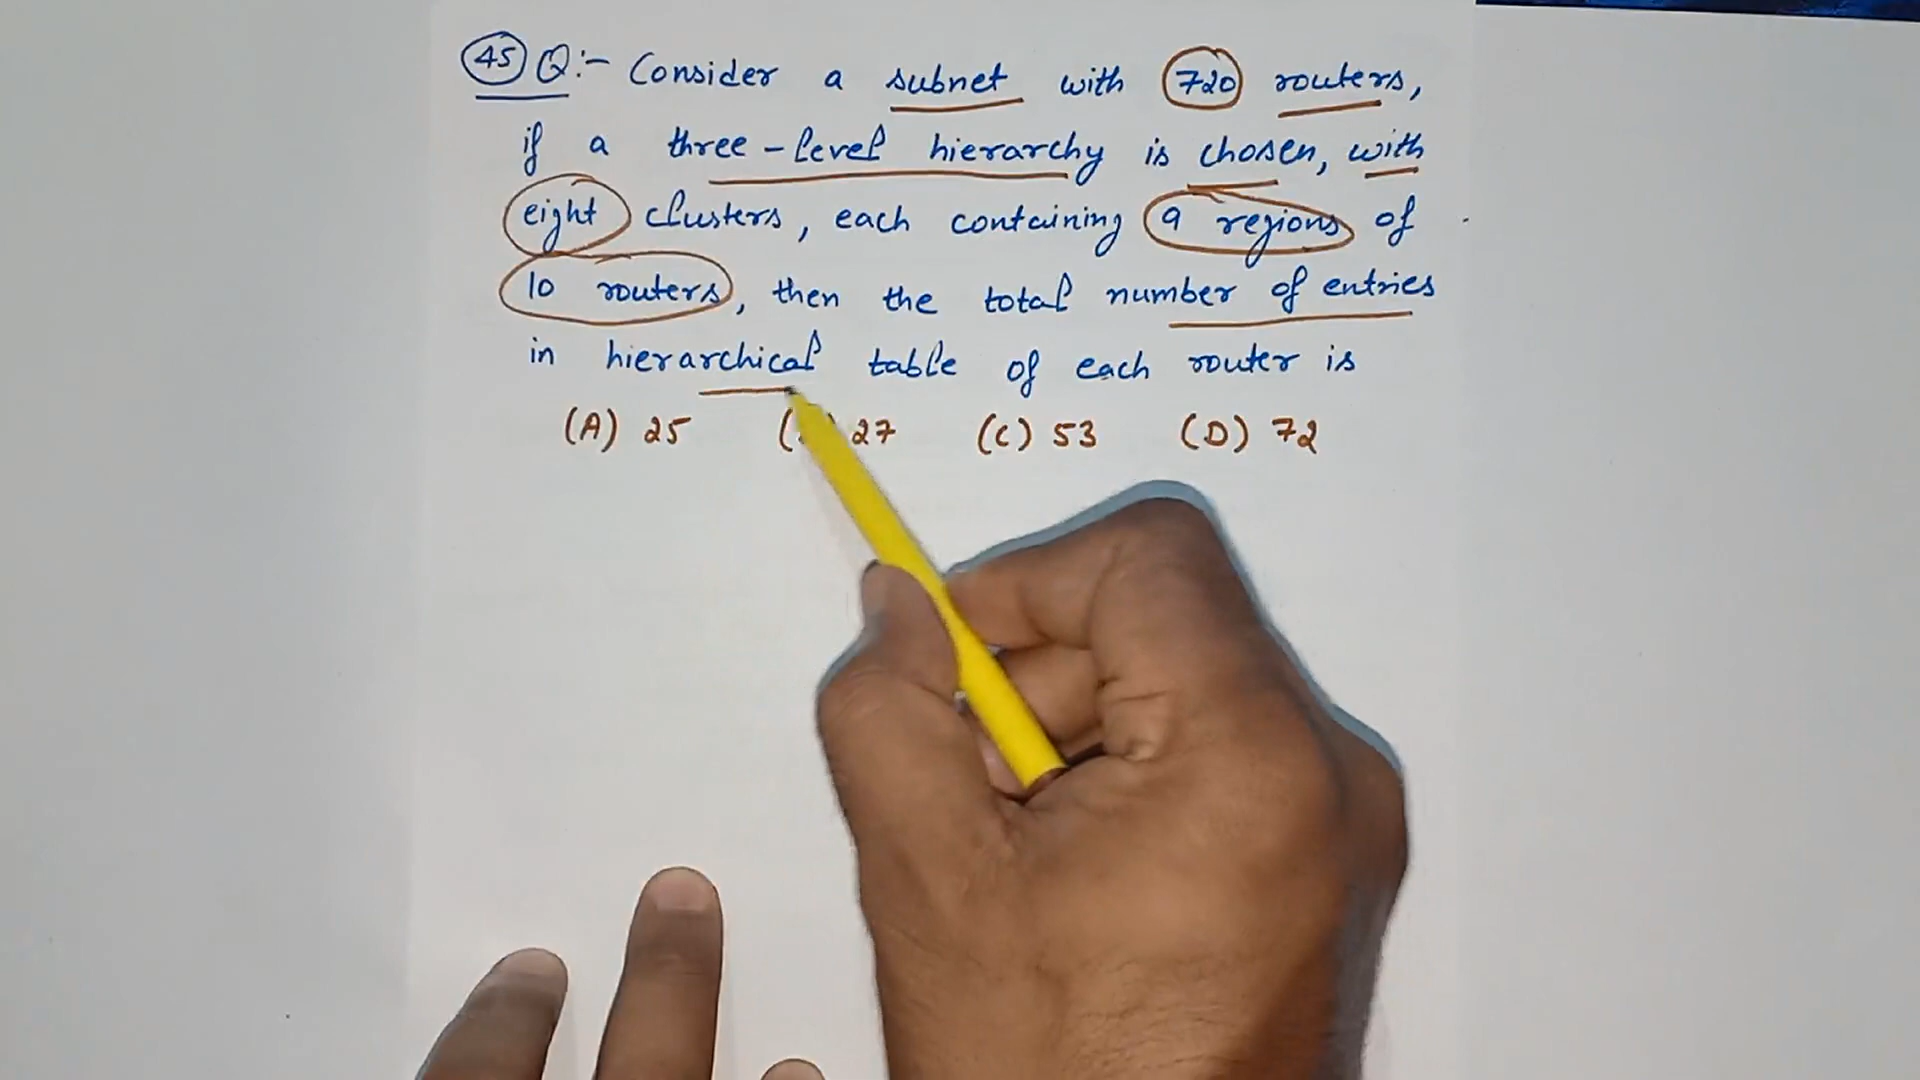 45 Q:- Consider a subnet with 720 routers,
if a three-level hierarchy is chosen, with
eight clusters, each containing 9 regions of
10 routers, then the total number of entries
in hierarchical table of each router is
(A) 25 ( 27 (C) 53 (D) 72